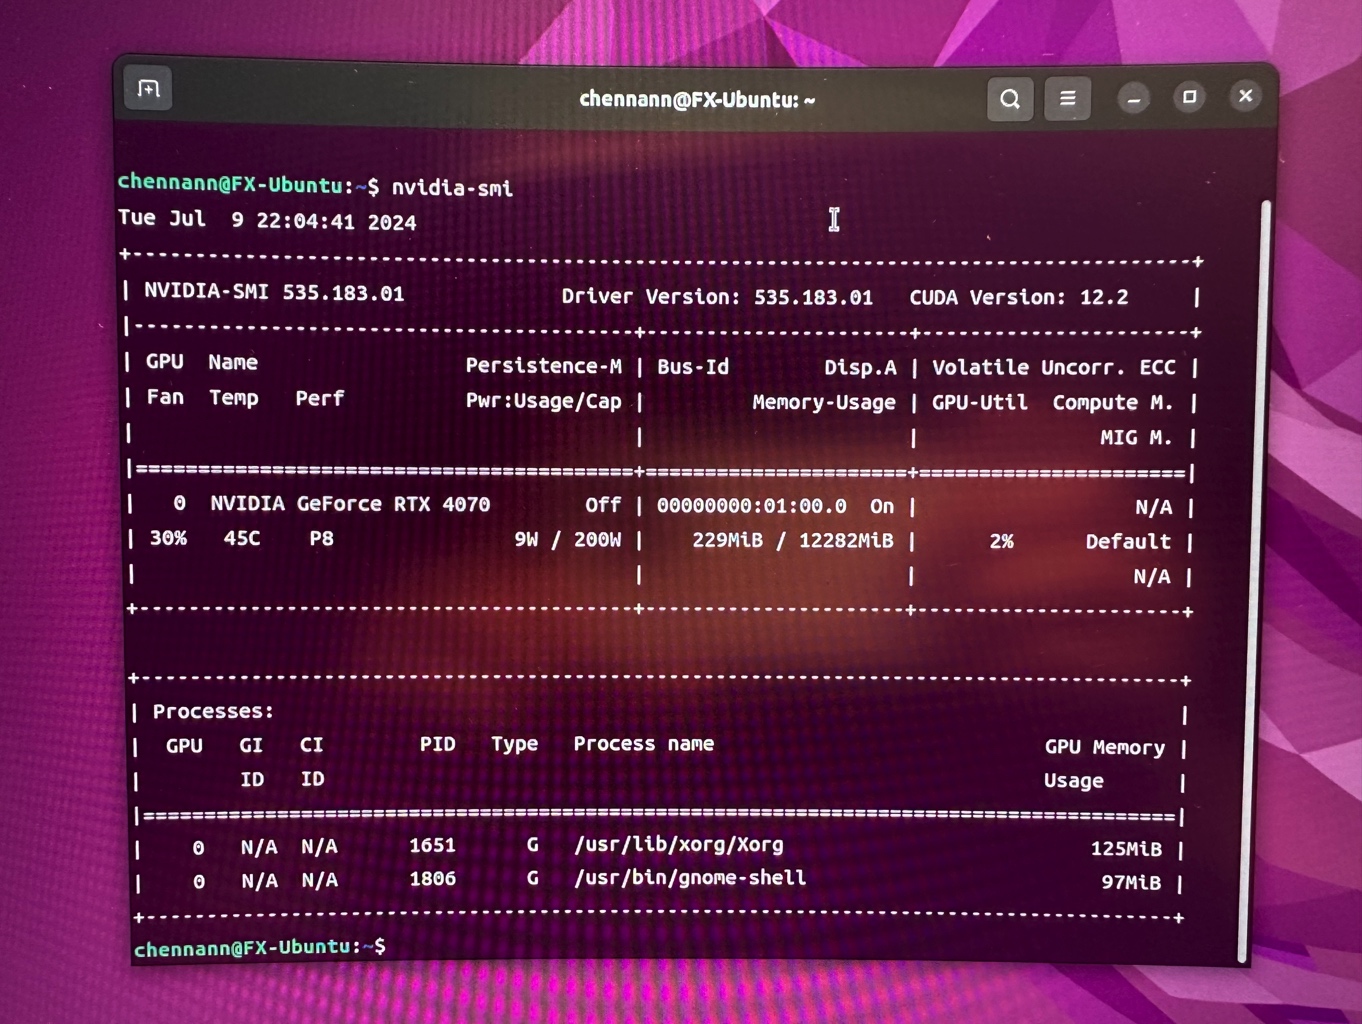 chennann@FX-Ubuntu: ~
chennann@FX-Ubuntu:~$ nvidia-smi
Tue Jul  9 22:04:41 2024
+---------------------------------------------------------------------------------------+
| NVIDIA-SMI 535.183.01             Driver Version: 535.183.01   CUDA Version: 12.2     |
|-----------------------------------------+----------------------+----------------------+
| GPU  Name                 Persistence-M | Bus-Id        Disp.A | Volatile Uncorr. ECC |
| Fan  Temp   Perf          Pwr:Usage/Cap |         Memory-Usage | GPU-Util  Compute M. |
|                                         |                      |               MIG M. |
|=========================================+======================+======================|
|   0  NVIDIA GeForce RTX 4070        Off | 00000000:01:00.0  On |                  N/A |
| 30%   45C    P8               9W / 200W |    229MiB / 12282MiB |      2%      Default |
|                                         |                      |                  N/A |
+-----------------------------------------+----------------------+----------------------+
+---------------------------------------------------------------------------------------+
| Processes:                                                                            |
|  GPU   GI   CI        PID   Type   Process name                            GPU Memory |
|        ID   ID                                                             Usage      |
|=======================================================================================|
|    0   N/A  N/A      1651      G   /usr/lib/xorg/Xorg                          125MiB |
|    0   N/A  N/A      1806      G   /usr/bin/gnome-shell                         97MiB |
+---------------------------------------------------------------------------------------+
chennann@FX-Ubuntu:~$